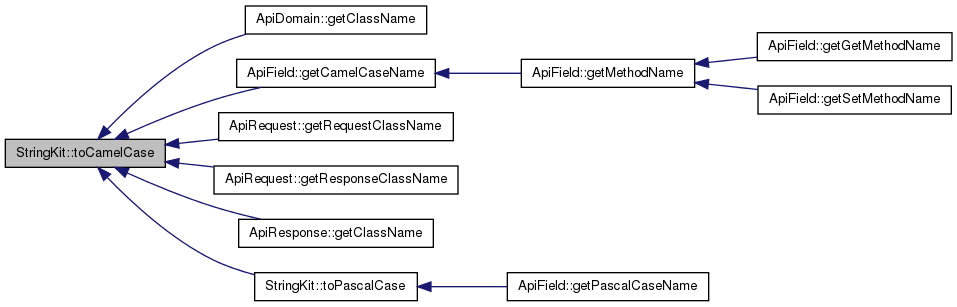 ApiDomain::getClassName
ApiField::getGetMethodName
ApiField::getCamelCaseName
ApiField::getMethodName
ApiField::getSetMethodName
ApiRequest::getRequestClassName
StringKit::toCamelCase
ApiRequest::getResponseClassName
ApiResponse::getClassName
StringKit::toPascalCase
ApiField::getPascalCaseName